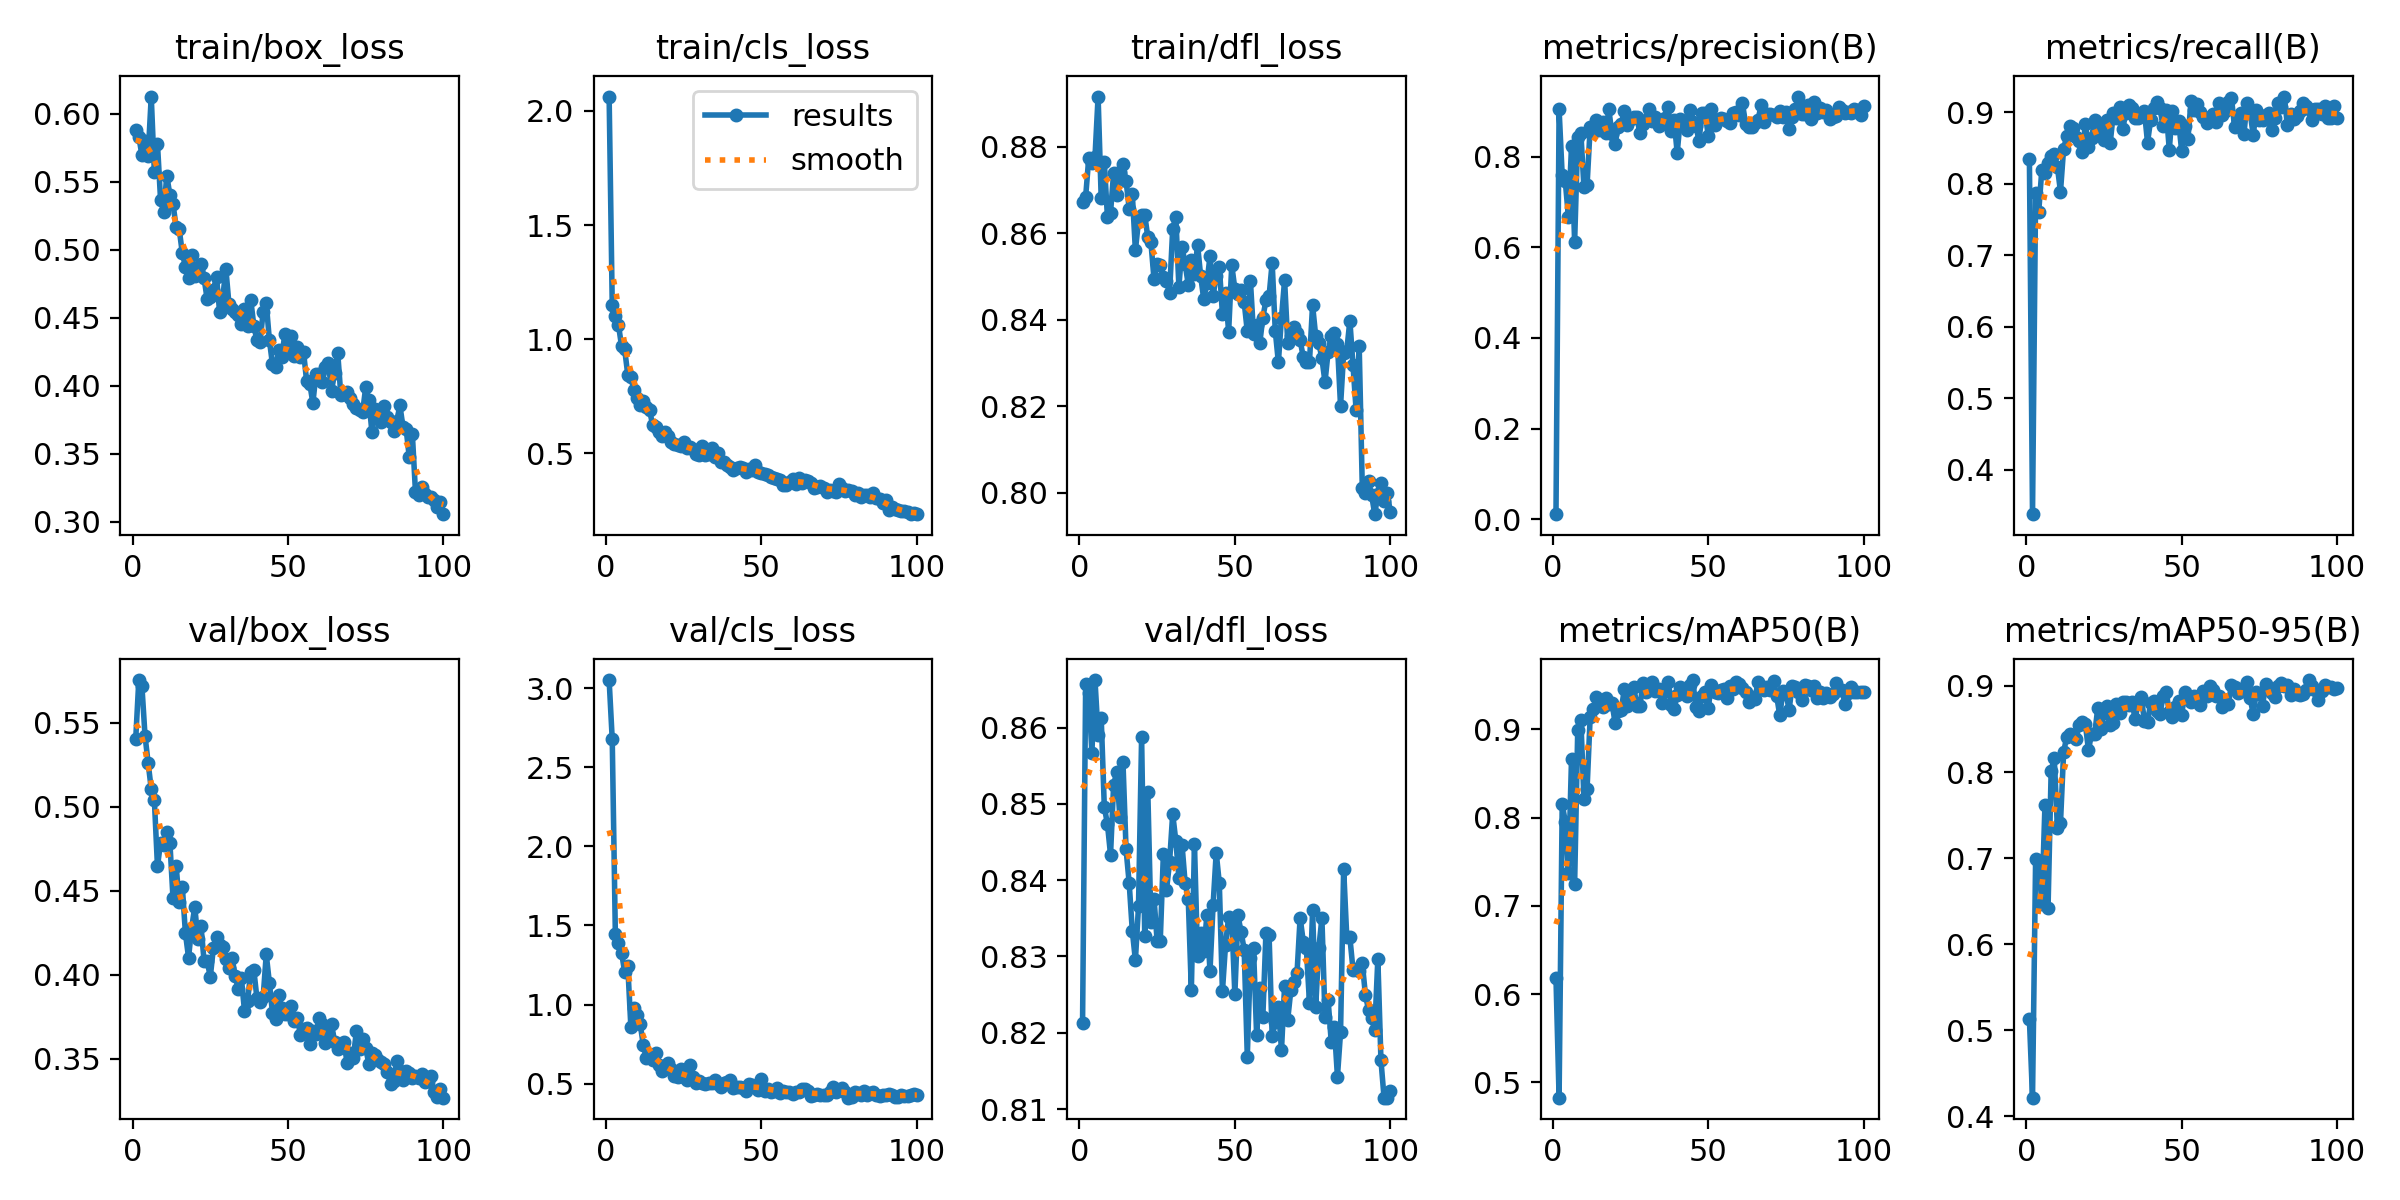 train/box_loss
0.60
0.55
0.50
0.45
0.40
0.35
0.30
0 50 100
train/cls_loss
results
smooth
2.0
1.5
1.0
0.5
0 50 100
train/dfl_loss
0.88
0.86
0.84
0.82
0.80
0 50 100
metrics/precision(B)
0.8
0.6
0.4
0.2
0.0
0 50 100
metrics/recall(B)
0.9
0.8
0.7
0.6
0.5
0.4
0 50 100
val/box_loss
0.55
0.50
0.45
0.40
0.35
0 50 100
val/cls_loss
3.0
2.5
2.0
1.5
1.0
0.5
0 50 100
val/dfl_loss
0.86
0.85
0.84
0.83
0.82
0.81
0 50 100
metrics/mAP50(B)
0.9
0.8
0.7
0.6
0.5
0 50 100
metrics/mAP50-95(B)
0.9
0.8
0.7
0.6
0.5
0.4
0 50 100